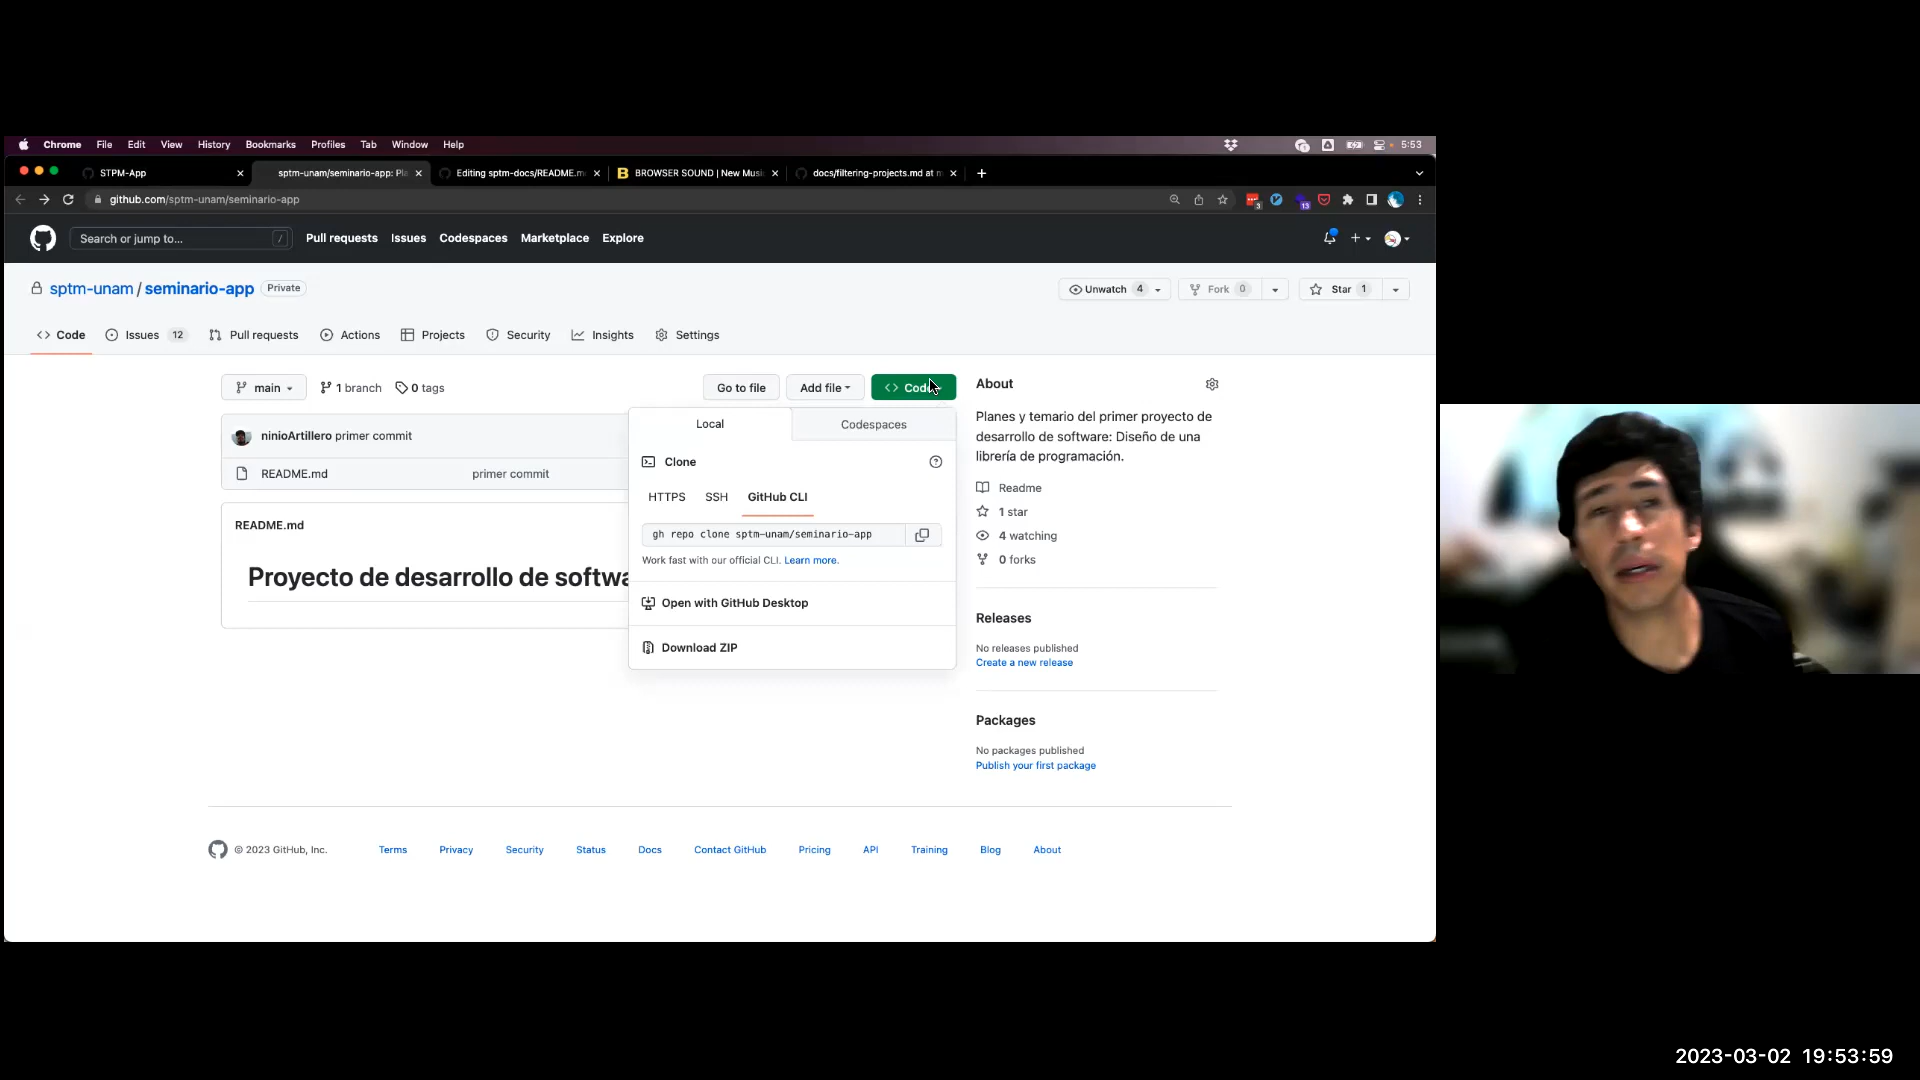 Chrome File Edit View History Bookmarks Profiles Tab Window Help 5:53
STPM-App sptm-unam/seminario-app: Pla Editing sptm-docs/README.m BROWSER SOUND | New Musi docs/filtering-projects.md at
github.com/sptm-unam/seminario-app 3 13
Search or jump to... / Pull requests Issues Codespaces Marketplace Explore
sptm-unam / seminario-app Private Unwatch 4 Fork 0 Star 1
Code Issues 12 Pull requests Actions Projects Security Insights Settings
main 1 branch 0 tags Go to file Add file Code
About
Planes y temario del primer proyecto de
desarrollo de software: Diseño de una
librería de programación.
Readme
1 star
4 watching
0 forks
ninioArtillero primer commit
README.md primer commit
README.md
Proyecto de desarrollo de softwa
Local Codespaces
Clone
HTTPS SSH GitHub CLI
gh repo clone sptm-unam/seminario-app
Work fast with our official CLI. Learn more.
Open with GitHub Desktop
Download ZIP
Releases
No releases published
Create a new release
Packages
No packages published
Publish your first package
© 2023 GitHub, Inc. Terms Privacy Security Status Docs Contact GitHub Pricing API Training Blog About
2023-03-02 19:53:59